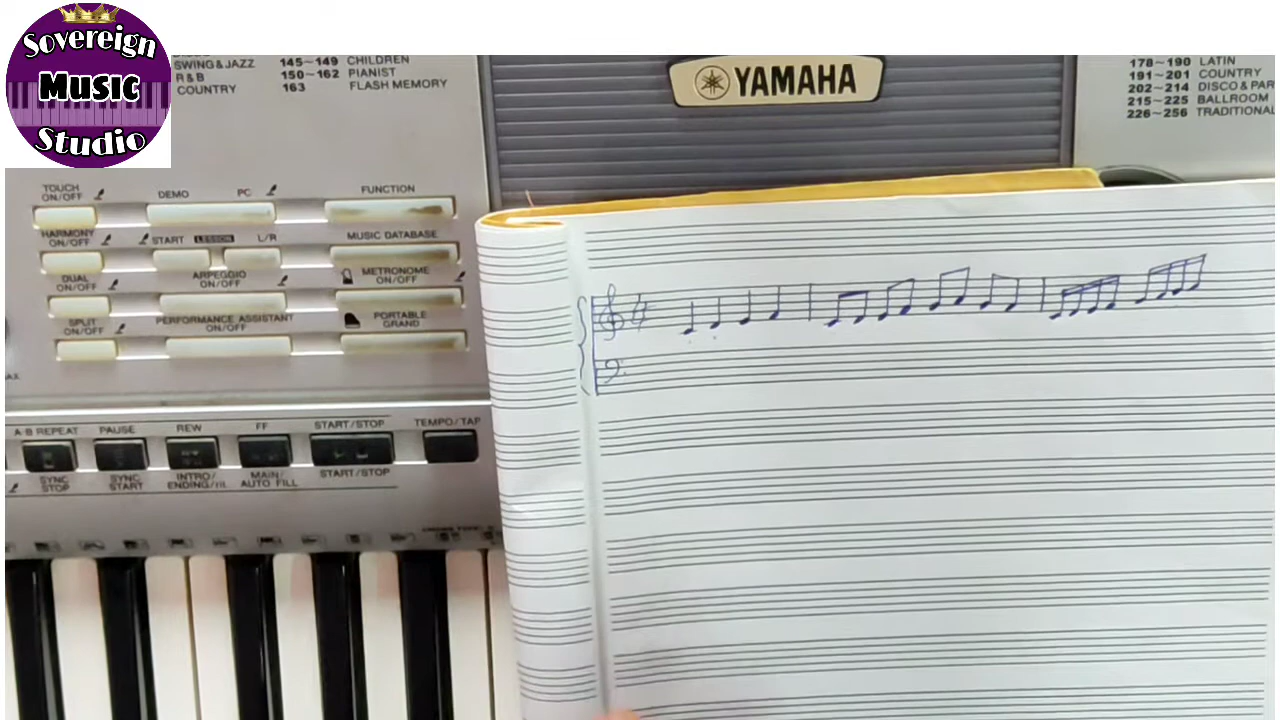 Sovereign
Music
Studio
SWING & JAZZ
R & B
COUNTRY
145~149 CHILDREN
150~162 PIANIST
163 FLASH MEMORY
YAMAHA
178~190 LATIN
191~201 COUNTRY
202~214 DISCO & PAR
215~225 BALLROOM
226~256 TRADITIONAL
TOUCH
ON/OFF
DEMO
PC
FUNCTION
HARMONY
ON/OFF
START LESSON L/R
MUSIC DATABASE
DUAL
ON/OFF
ARPEGGIO
ON/OFF
METRONOME
ON/OFF
SPLIT
ON/OFF
PERFORMANCE ASSISTANT
ON/OFF
PORTABLE
GRAND
A-B REPEAT
PAUSE
REW
FF
START/STOP
TEMPO/TAP
SYNC
STOP
SYNC
START
INTRO/
ENDING/rit.
MAIN/
AUTO FILL
START/STOP